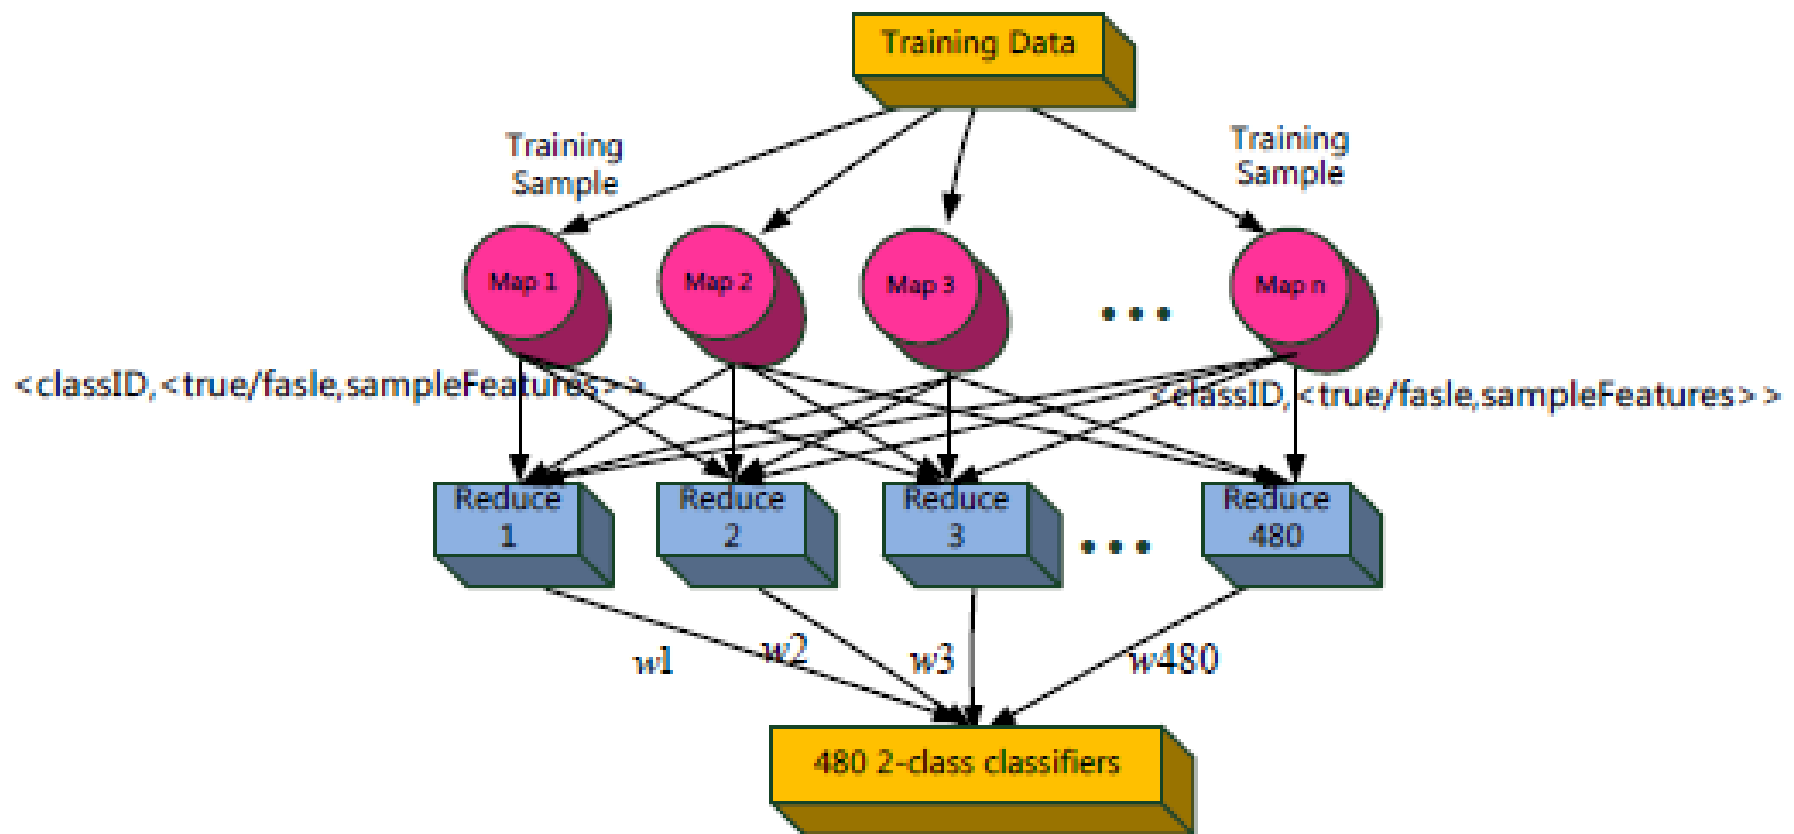 Training Data
Training
Sample
Training
Sample
Map 1
Map 2
Map 3
...
Map n
<classID,<true/fasle,sampleFeatures>>
<classID,<true/fasle,sampleFeatures>>
Reduce
1
Reduce
2
Reduce
3
...
Reduce
480
w1
w2
w3
w480
480 2-class classifiers